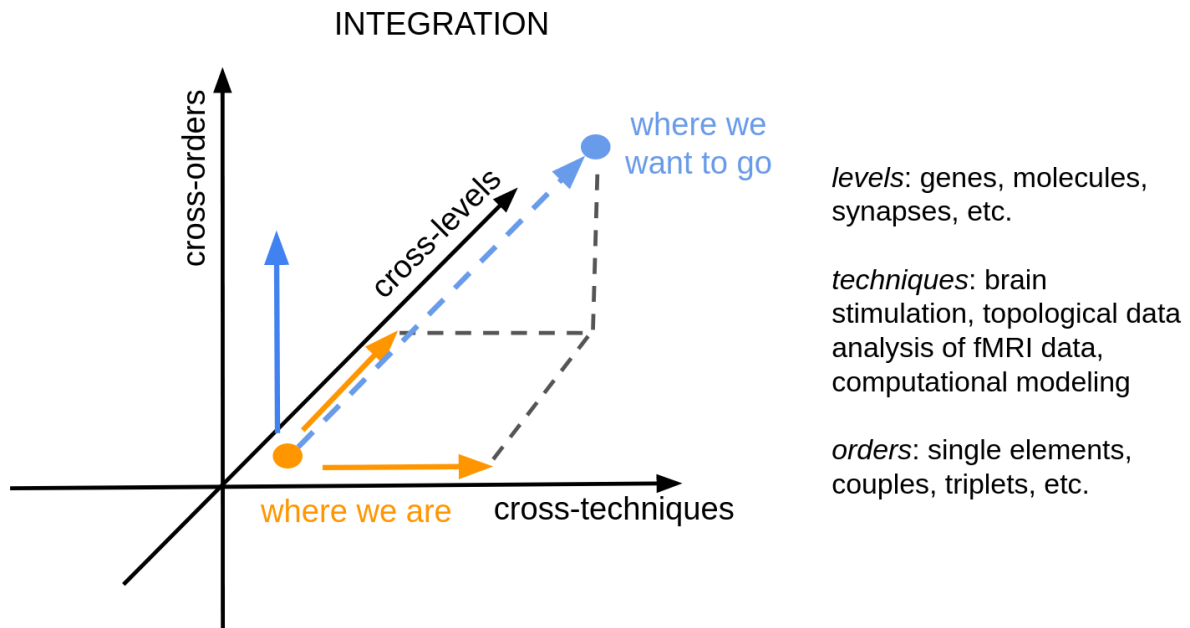 INTEGRATION
cross-orders
cross-levels
where we
want to go
where we are
cross-techniques
levels: genes, molecules,
synapses, etc.
techniques: brain
stimulation, topological data
analysis of fMRI data,
computational modeling
orders: single elements,
couples, triplets, etc.